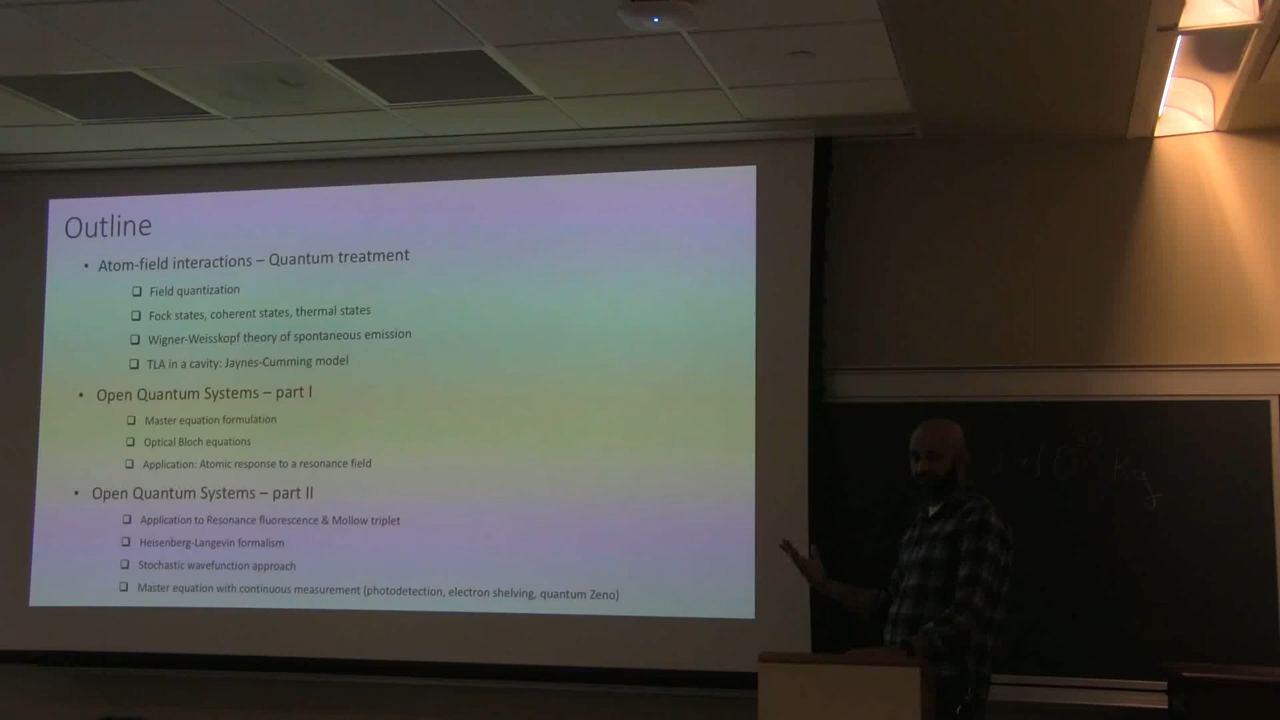 Outline
• Atom-field interactions – Quantum treatment
❑ Field quantization
❑ Fock states, coherent states, thermal states
❑ Wigner-Weisskopf theory of spontaneous emission
❑ TLA in a cavity: Jaynes-Cumming model
• Open Quantum Systems – part I
❑ Master equation formulation
❑ Optical Bloch equations
❑ Application: Atomic response to a resonance field
• Open Quantum Systems – part II
❑ Application to Resonance fluorescence & Mollow triplet
❑ Heisenberg-Langevin formalism
❑ Stochastic wavefunction approach
❑ Master equation with continuous measurement (photodetection, electron shelving, quantum Zeno)
Kg